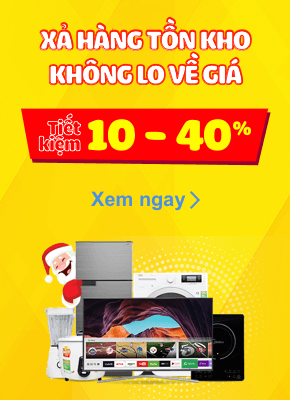 XẢ HÀNG TỒN KHO
KHÔNG LO VỀ GIÁ
Tiết
kiệm
10 - 40%
Xem ngay